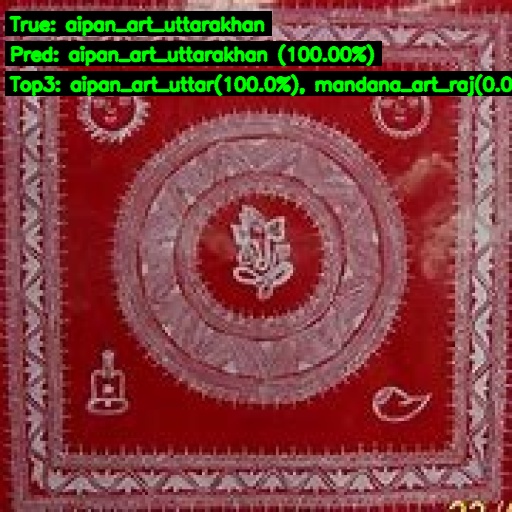 True: aipan_art_uttarakhan
Pred: aipan_art_uttarakhan (100.00%)
Top3: aipan_art_uttar(100.0%), mandana_art_raj(0.0